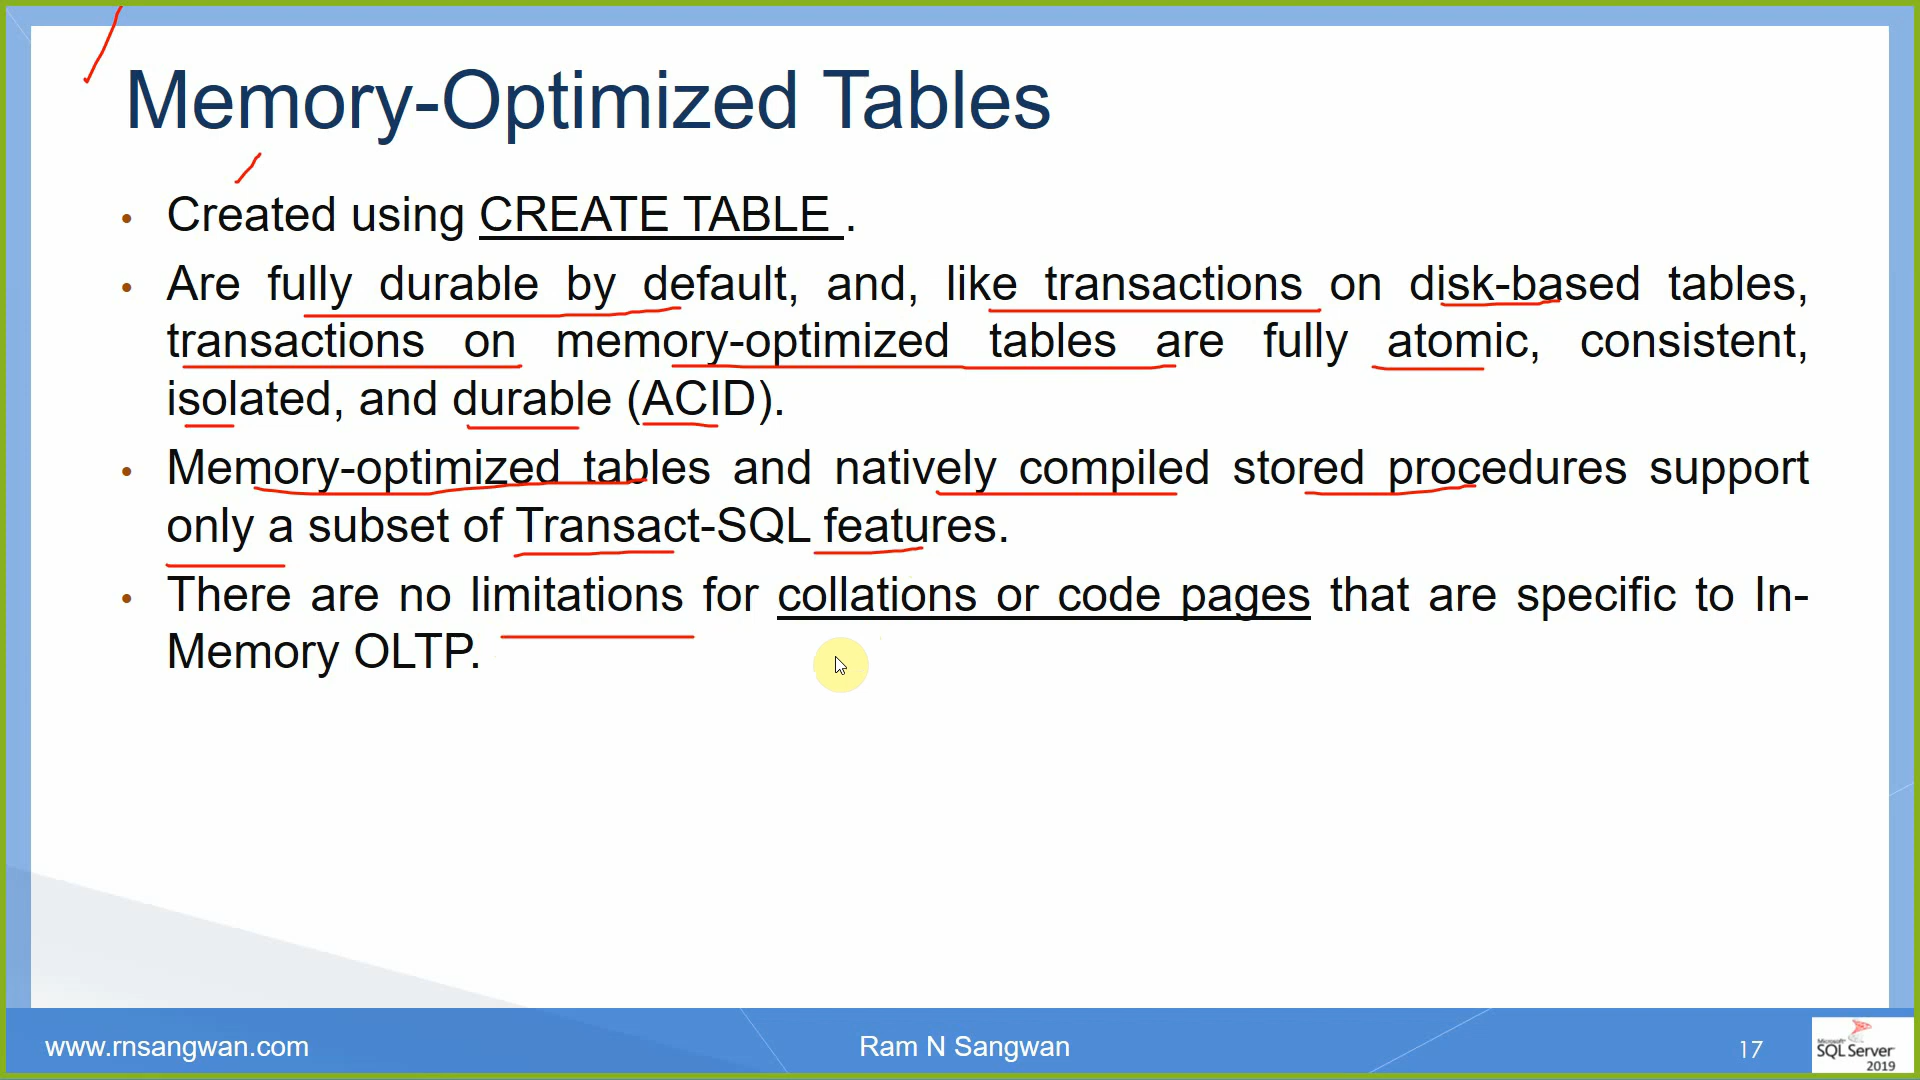 Memory-Optimized Tables
• Created using CREATE TABLE .
• Are fully durable by default, and, like transactions on disk-based tables,
transactions on memory-optimized tables are fully atomic, consistent,
isolated, and durable (ACID).
• Memory-optimized tables and natively compiled stored procedures support
only a subset of Transact-SQL features.
• There are no limitations for collations or code pages that are specific to In-
Memory OLTP.
www.rnsangwan.com
Ram N Sangwan
17
Microsoft
SQL Server
2019